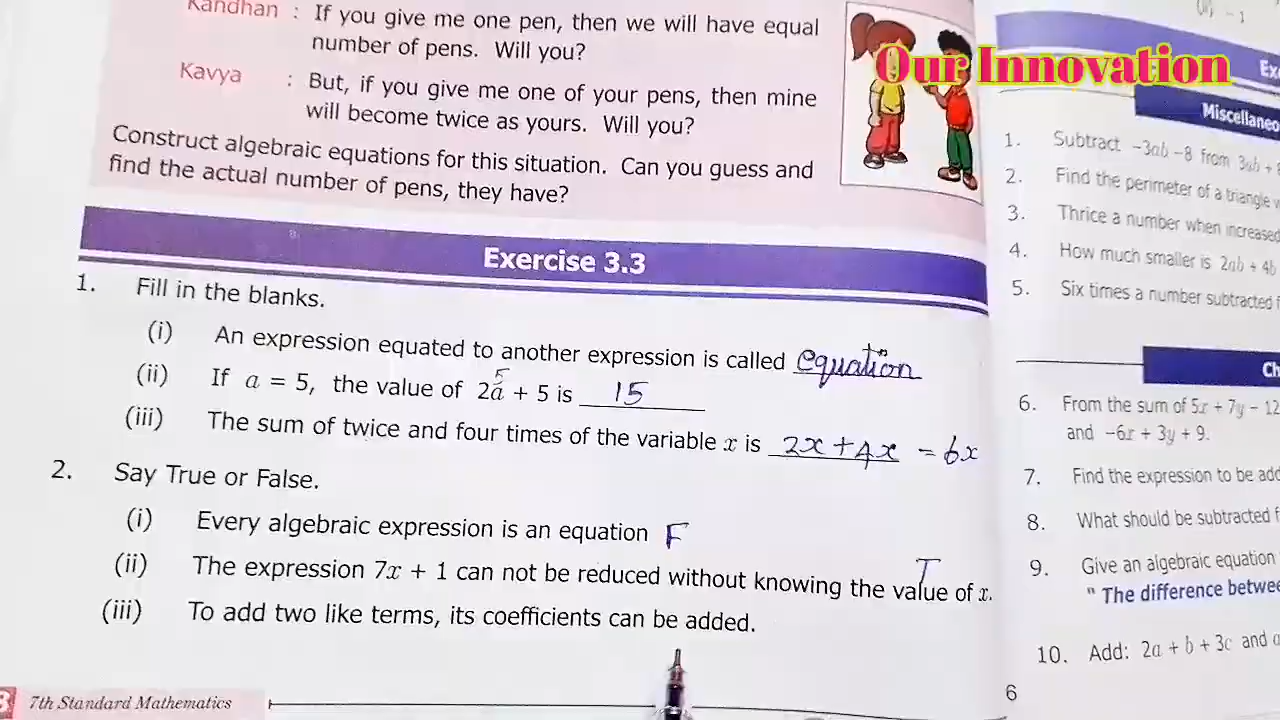 Kandhan : If you give me one pen, then we will have equal
number of pens. Will you?
Kavya : But, if you give me one of your pens, then mine
will become twice as yours. Will you?
Construct algebraic equations for this situation. Can you guess and
find the actual number of pens, they have?
Exercise 3.3
1. Fill in the blanks.
(i) An expression equated to another expression is called equation
(ii) If a = 5, the value of 2a + 5 is 15
5
(iii) The sum of twice and four times of the variable x is 2x + 4x = 6x
2. Say True or False.
(i) Every algebraic expression is an equation F
(ii) The expression 7x + 1 can not be reduced without knowing the value of x. T
(iii) To add two like terms, its coefficients can be added.
7th Standard Mathematics
Our Innovation
Miscellaneo
1. Subtract −3ab − 8 from 3ab +
2. Find the perimeter of a triangle
3. Thrice a number when increased
4. How much smaller is 2ab + 4b
5. Six times a number subtracted
Ch
6. From the sum of 5x + 7y − 12
and −6x + 3y + 9.
7. Find the expression to be add
8. What should be subtracted
9. Give an algebraic equation
" The difference betwee
10. Add: 2a + b + 3c and
6